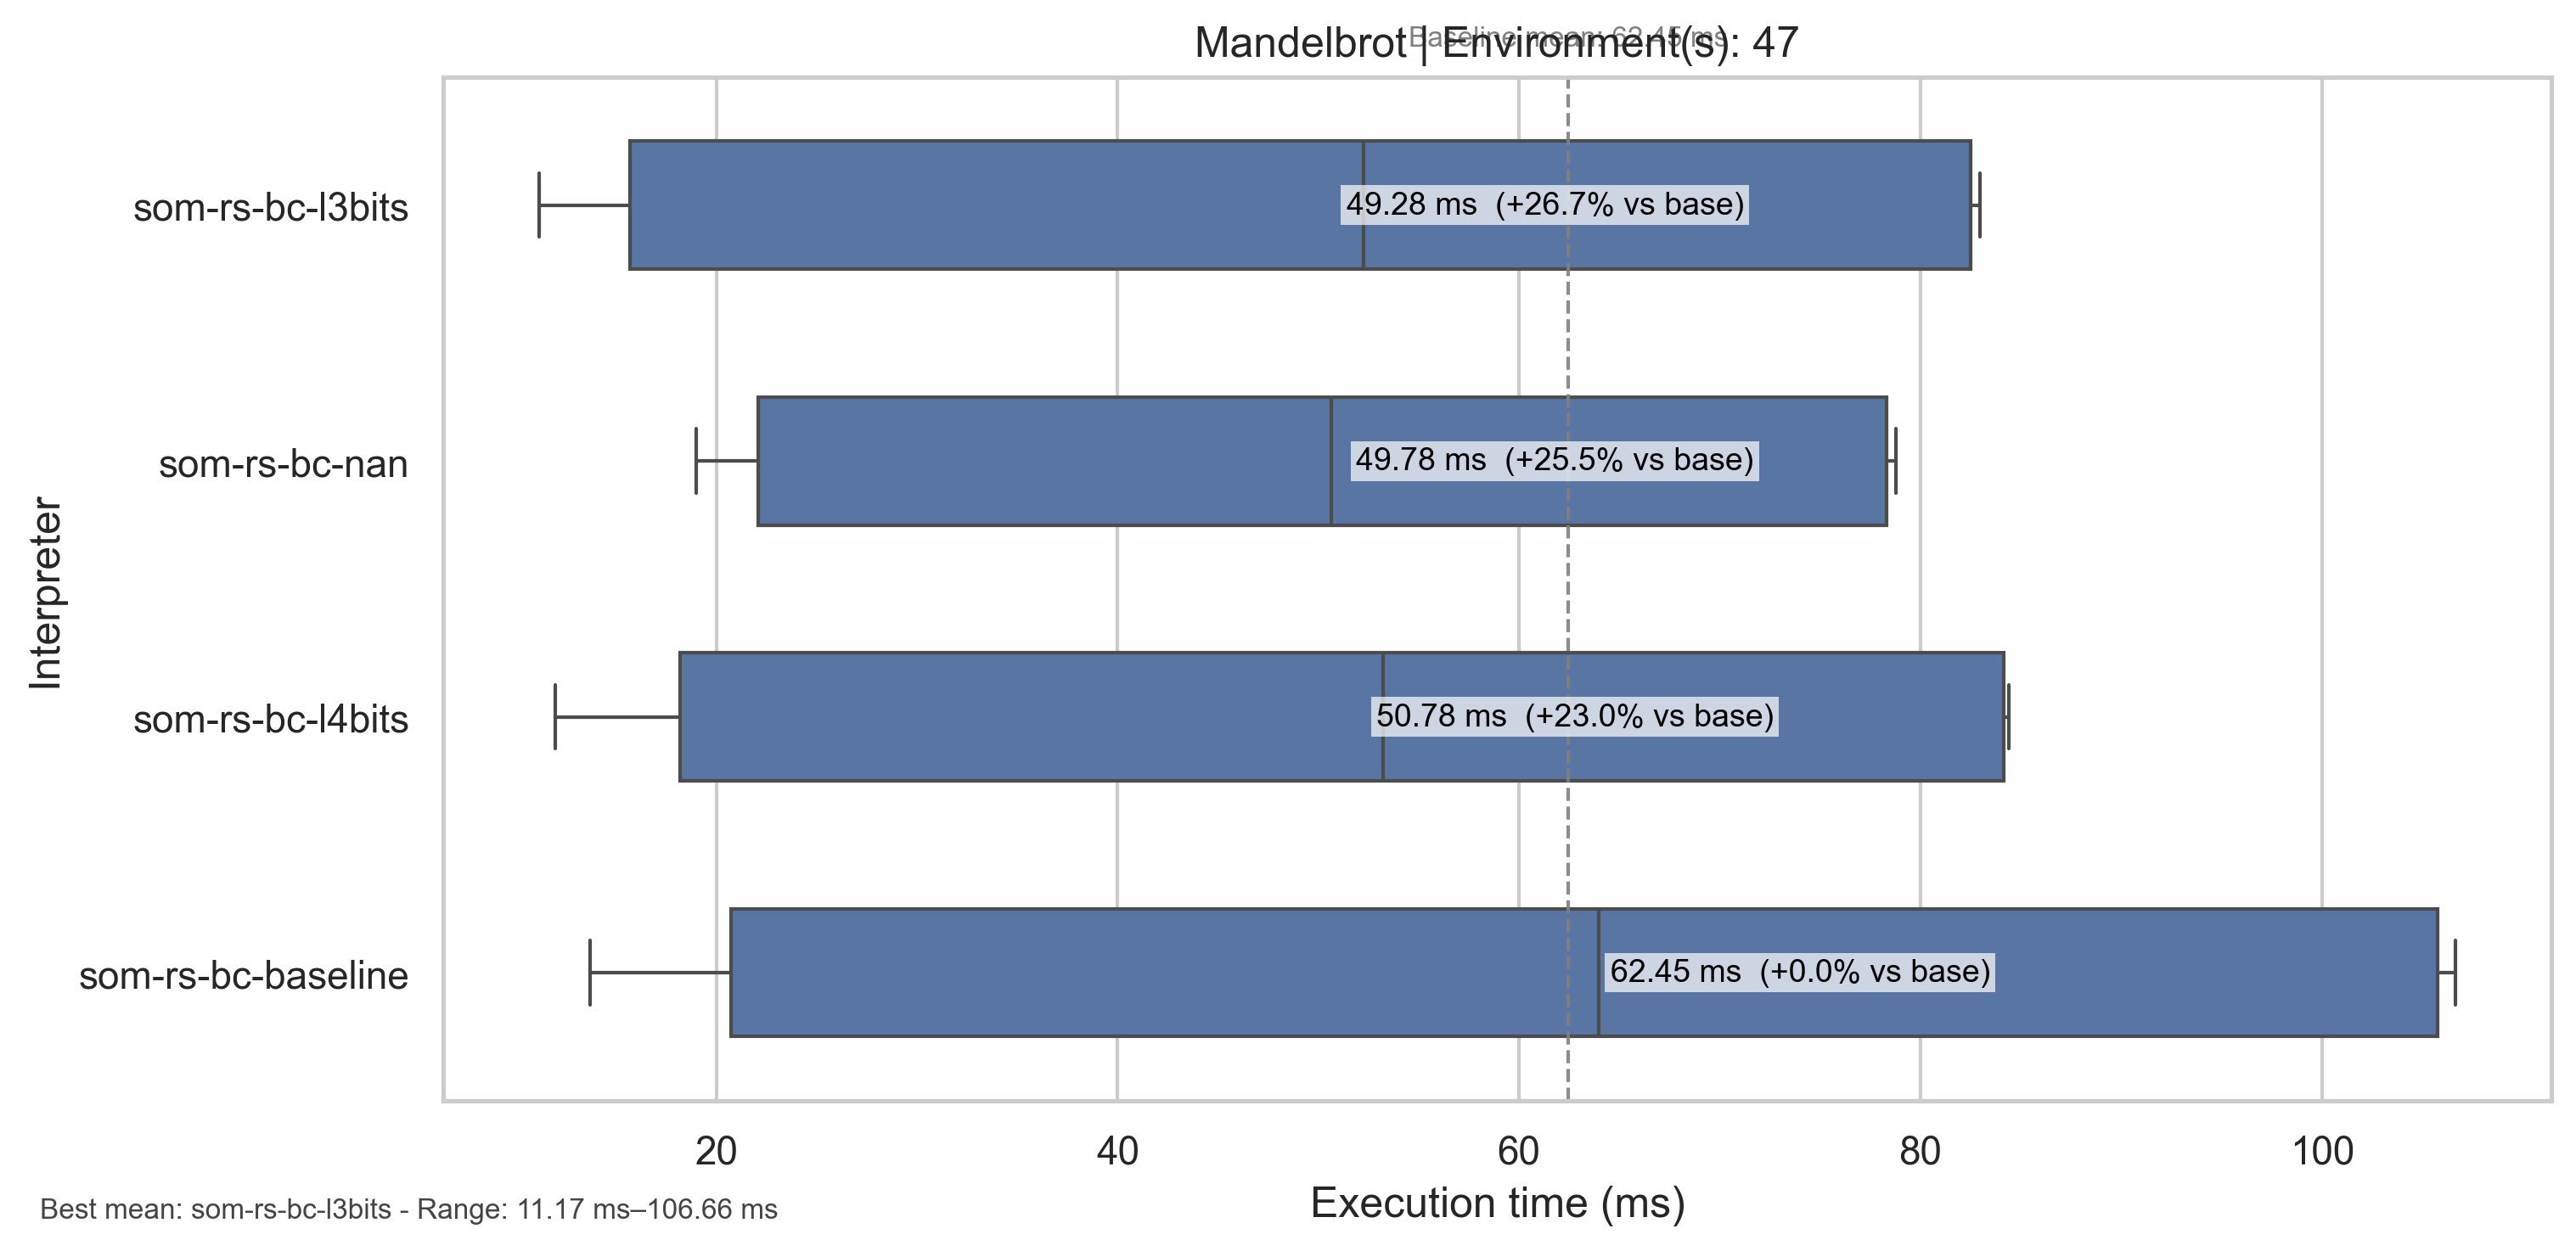 Baseline mean: 62.45 ms
Mandelbrot | Environment(s): 47
Interpreter
som-rs-bc-l3bits
49.28 ms (+26.7% vs base)
som-rs-bc-nan
49.78 ms (+25.5% vs base)
som-rs-bc-l4bits
50.78 ms (+23.0% vs base)
som-rs-bc-baseline
62.45 ms (+0.0% vs base)
20 40 60 80 100
Execution time (ms)
Best mean: som-rs-bc-l3bits - Range: 11.17 ms–106.66 ms